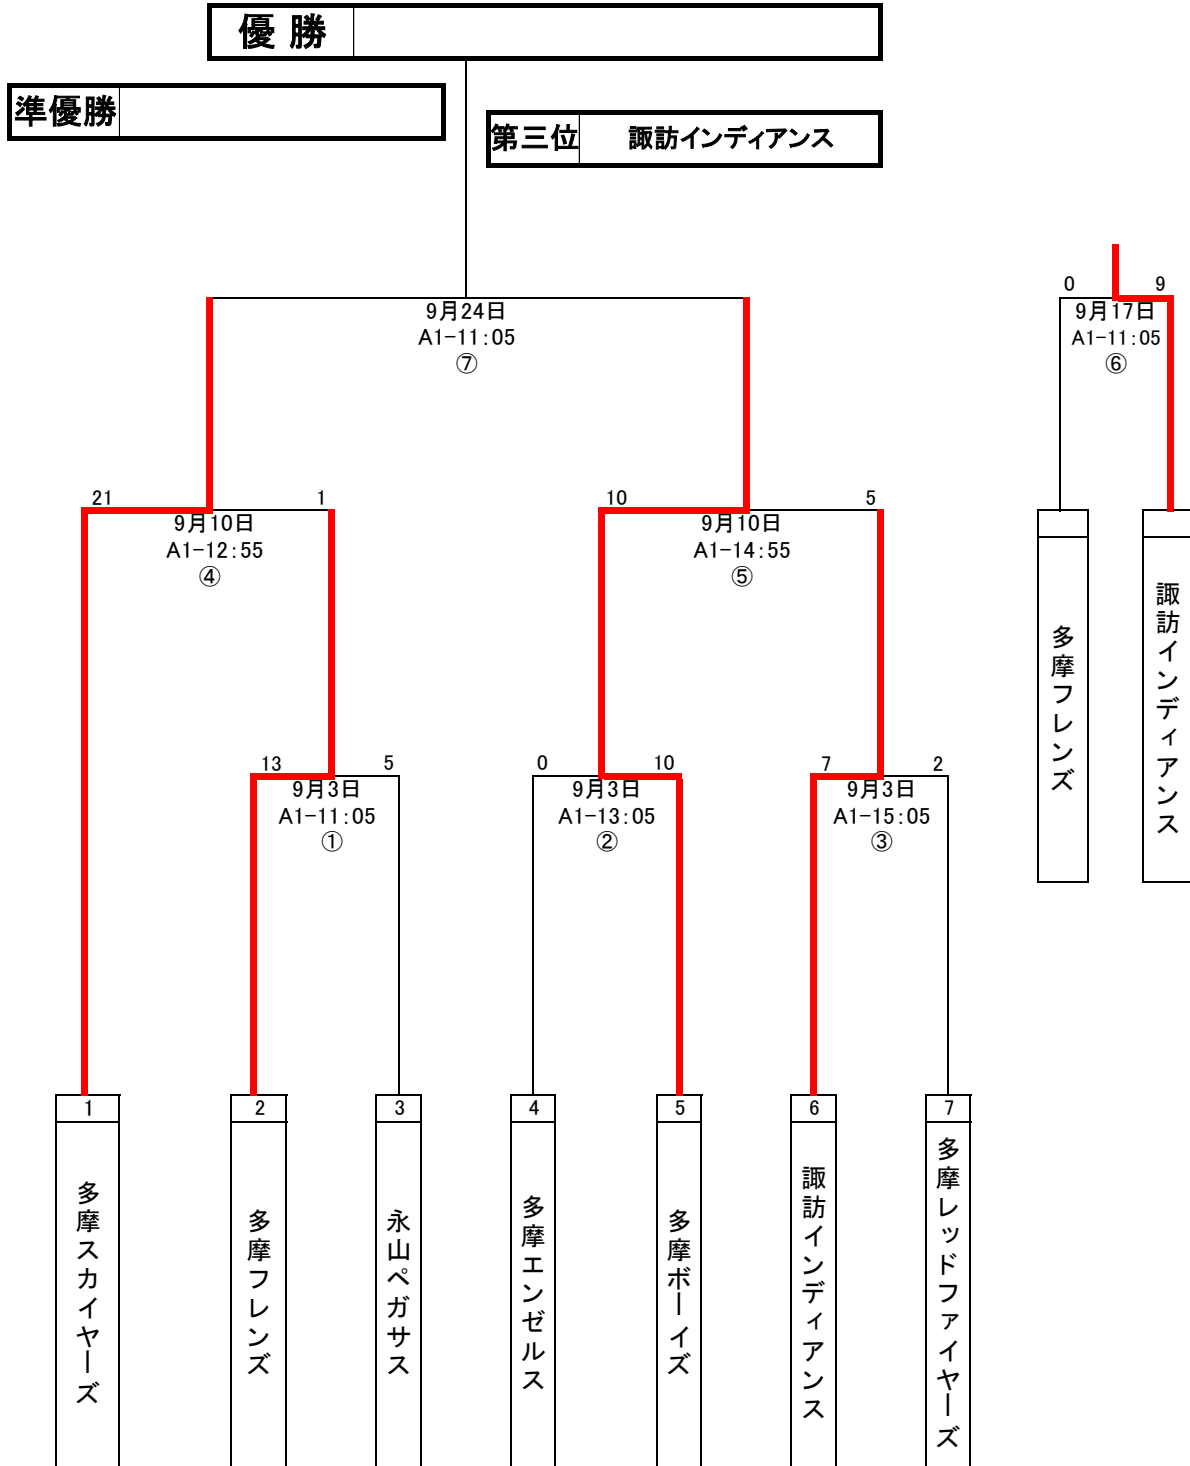 優 勝
準優勝
第三位 諏訪インディアンス
0 9
9月17日
A1-11:05
⑥
9月24日
A1-11:05
⑦
21 1
9月10日
A1-12:55
④
10 5
9月10日
A1-14:55
⑤
多摩フレンズ
諏訪インディアンス
13 5
9月3日
A1-11:05
①
0 10
9月3日
A1-13:05
②
7 2
9月3日
A1-15:05
③
1 2 3 4 5 6 7
多摩スカイヤーズ
多摩フレンズ
永山ペガサス
多摩エンゼルス
多摩ボーイズ
諏訪インディアンス
多摩レッドファイヤーズ